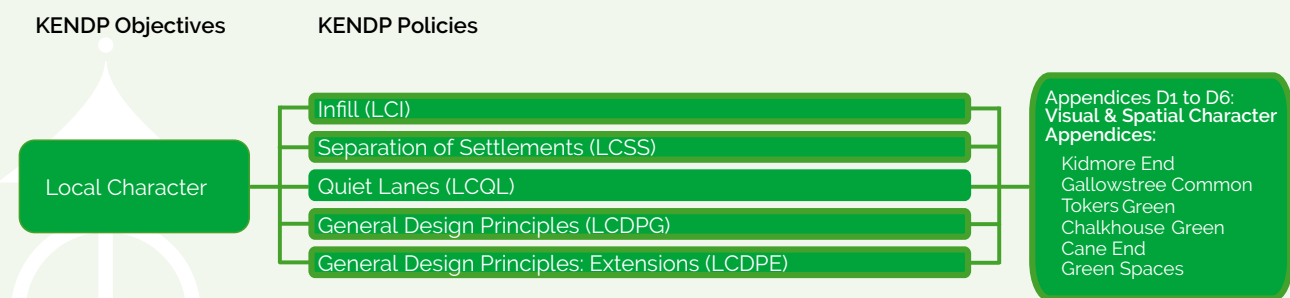 KENDP Objectives
KENDP Policies
Local Character
Infill (LCI)
Separation of Settlements (LCSS)
Quiet Lanes (LCQL)
General Design Principles (LCDPG)
General Design Principles: Extensions (LCDPE)
Appendices D1 to D6:
Visual & Spatial Character
Appendices:
Kidmore End
Gallowstree Common
Tokers Green
Chalkhouse Green
Cane End
Green Spaces